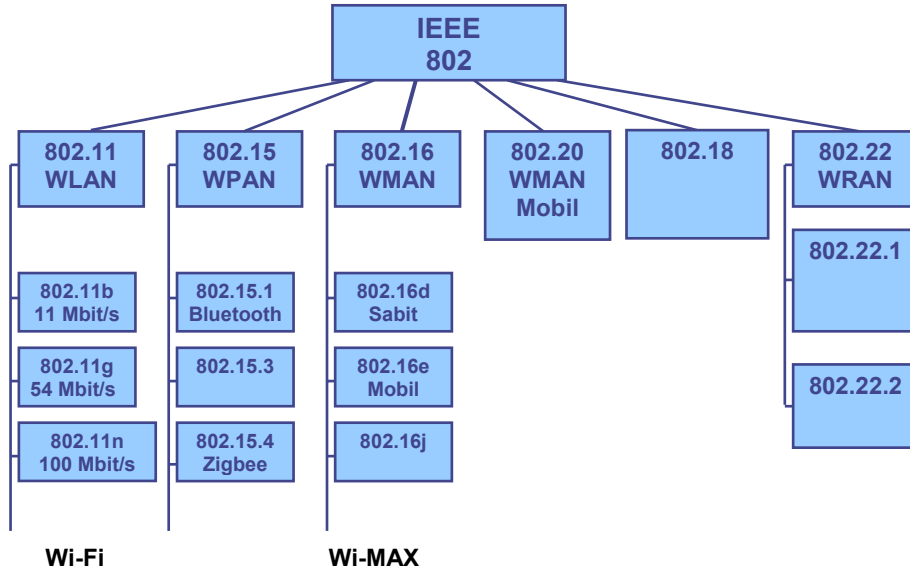 IEEE
802
802.11
WLAN
802.15
WPAN
802.16
WMAN
802.20
WMAN
Mobil
802.18
802.22
WRAN
802.11b
11 Mbit/s
802.11g
54 Mbit/s
802.11n
100 Mbit/s
802.15.1
Bluetooth
802.15.3
802.15.4
Zigbee
802.16d
Sabit
802.16e
Mobil
802.16j
802.22.1
802.22.2
Wi-Fi
Wi-MAX